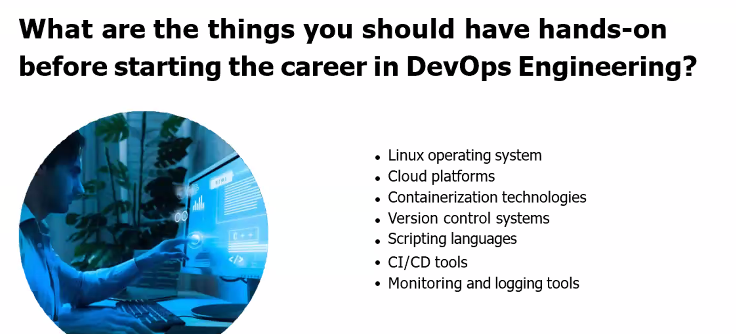 What are the things you should have hands-on
before starting the career in DevOps Engineering?
• Linux operating system
• Cloud platforms
• Containerization technologies
• Version control systems
• Scripting languages
• CI/CD tools
• Monitoring and logging tools